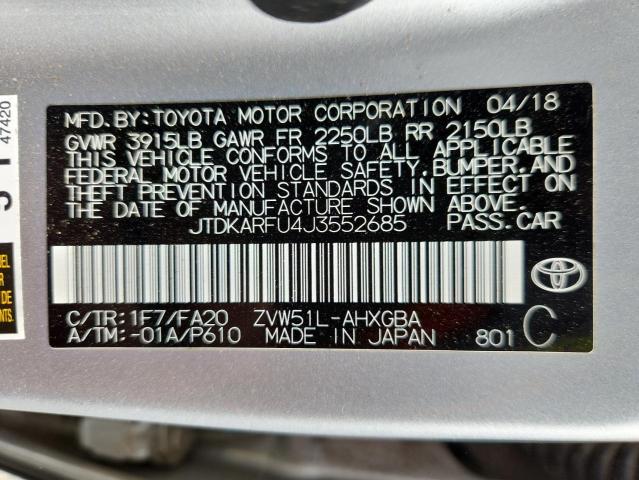 MFD. BY: TOYOTA MOTOR CORPORATION 04/18
GVWR 3915LB GAWR FR 2250LB RR 2150LB
THIS VEHICLE CONFORMS TO ALL APPLICABLE
FEDERAL MOTOR VEHICLE SAFETY, BUMPER, AND
THEFT PREVENTION STANDARDS IN EFFECT ON THE
DATE OF MANUFACTURE SHOWN ABOVE.
JTDKARFU4J3552685 PASS. CAR
C/TR: 1F7/FA20 ZVW51L-AHXGBA
A/TM: -01A/P610 MADE IN JAPAN 801 C
47420